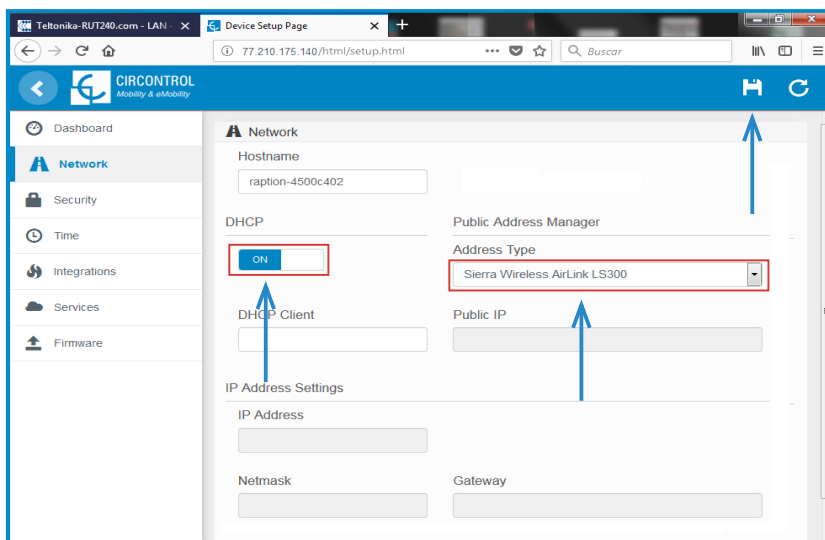 Teltonika-RUT240.com - LAN -
Device Setup Page
77.210.175.140/html/setup.html
Buscar
CIRCONTROL
Mobility & eMobility
Dashboard
Network
Security
Time
Integrations
Services
Firmware
Network
Hostname
raption-4500c402
DHCP
Public Address Manager
ON
Address Type
Sierra Wireless AirLink LS300
DHCP Client
Public IP
IP Address Settings
IP Address
Netmask
Gateway